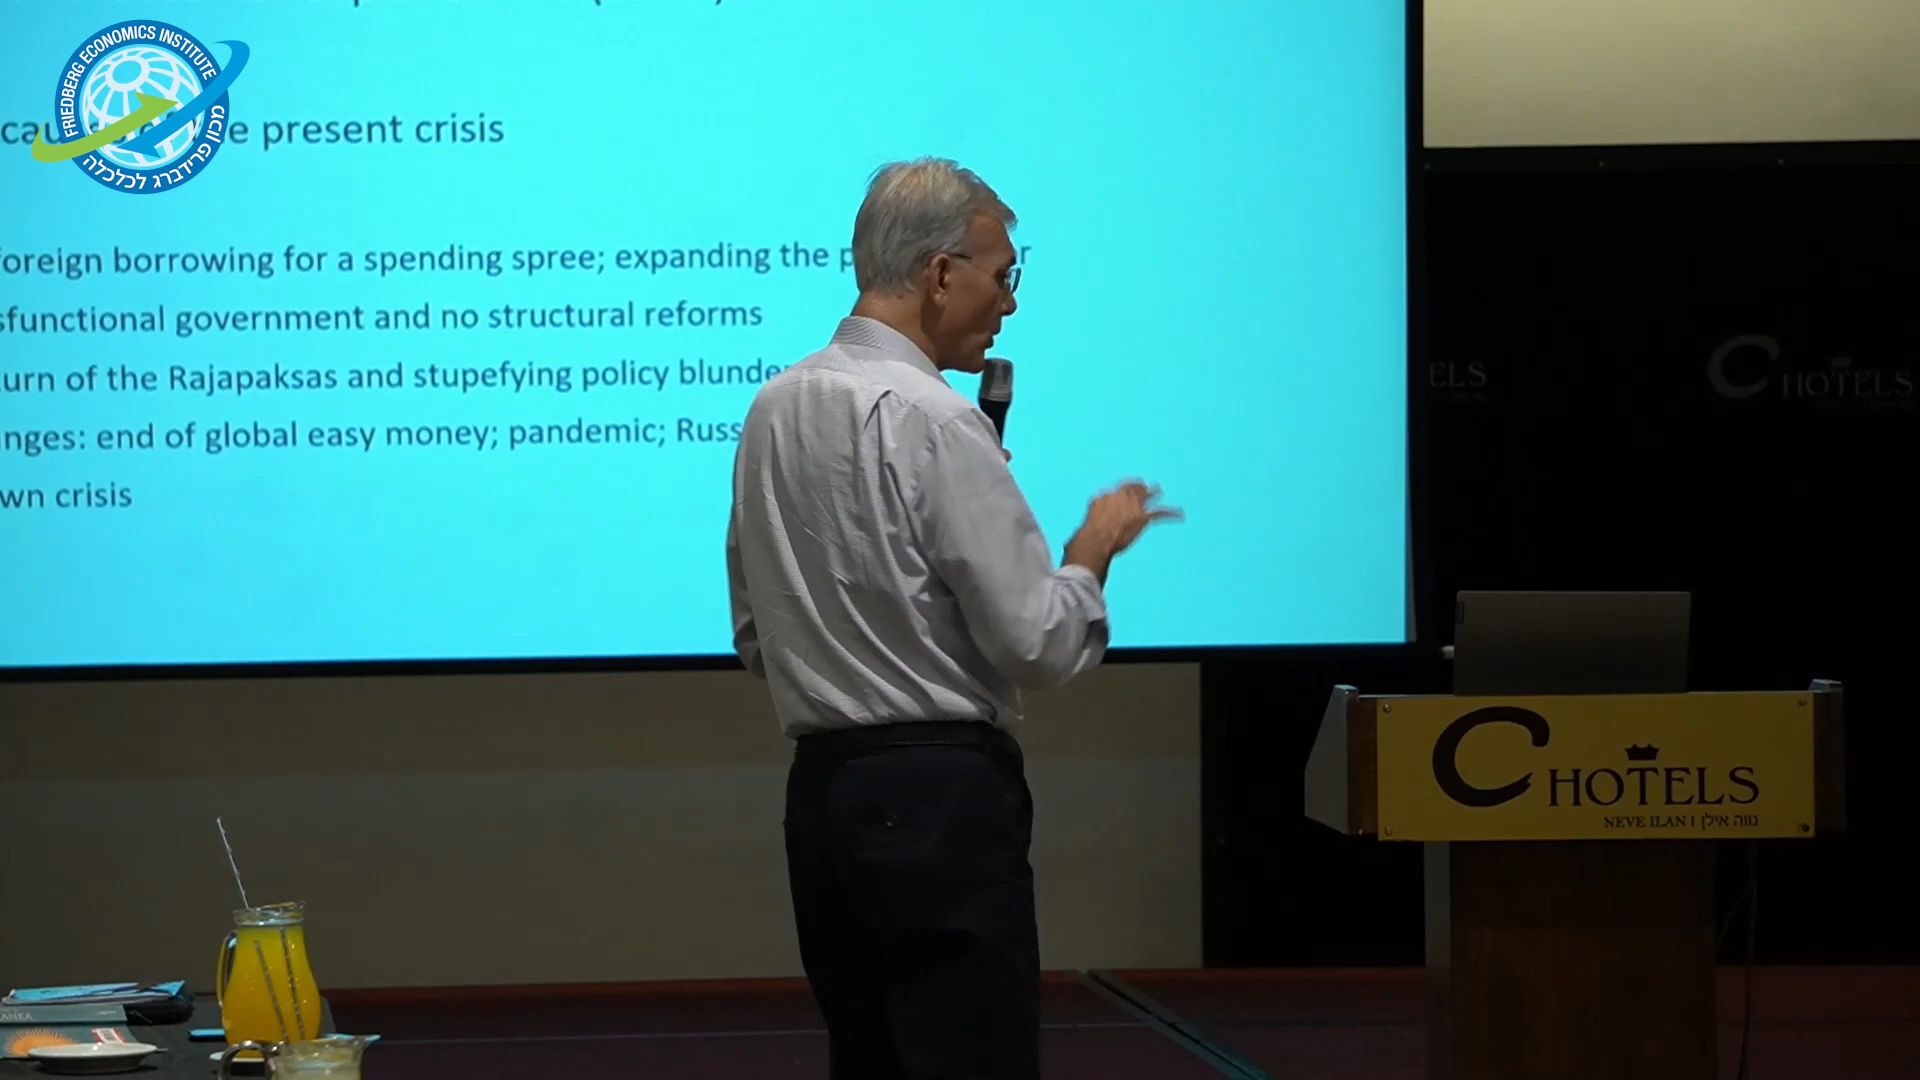 FRIEDBERG ECONOMICS INSTITUTE
מכון פרידברג לכלכלה
present crisis
foreign borrowing for a spending spree; expanding the
sfunctional government and no structural reforms
urn of the Rajapaksas and stupefying policy
nges: end of global easy money; pandemic;
wn crisis
ELS
C HOTELS
C HOTELS
NEVE ILAN | נווה אילן
ANKA